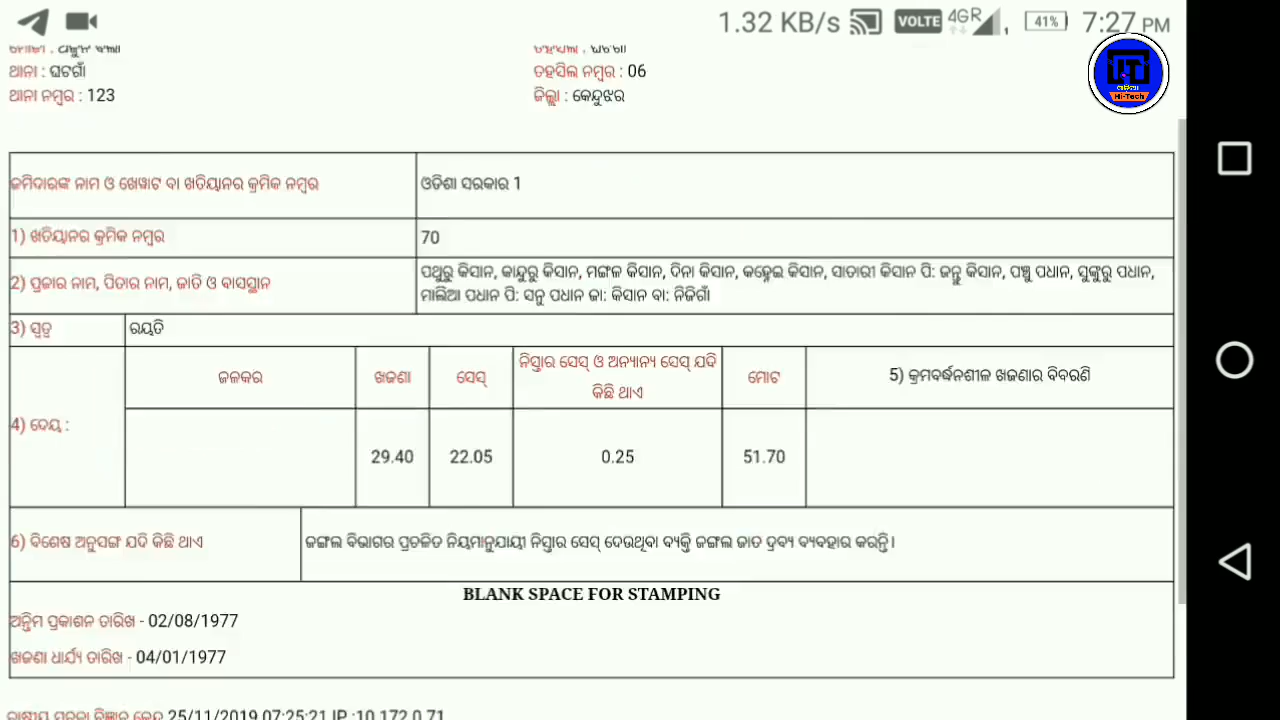 1.32 KB/s VOLTE 4G R 41% 7:27 PM
ଥାନା : ଘଟଗାଁ
ତହସିଲ ନମ୍ବର : 06
ଥାନା ନମ୍ବର : 123
ଜିଲ୍ଲା : କେନ୍ଦୁଝର
Hi-Tech
ଜମିଦାରଙ୍କ ନାମ ଓ ଖେୱାଟ ବା ଖତିୟାନର କ୍ରମିକ ନମ୍ବର
ଓଡିଶା ସରକାର 1
1) ଖତିୟାନର କ୍ରମିକ ନମ୍ବର
70
2) ପ୍ରଜାର ନାମ, ପିତାର ନାମ, ଜାତି ଓ ବାସସ୍ଥାନ
ପଥୁରୁ କିସାନ, କାନ୍ଦୁରୁ କିସାନ, ମଙ୍ଗଳ କିସାନ, ଦିନା କିସାନ, କହ୍ନେଇ କିସାନ, ସାତାରୀ କିସାନ ପି: ଜନ୍ତୁ କିସାନ, ପଞ୍ଚୁ ପଧାନ, ସୁଙ୍କୁରୁ ପଧାନ,
ମାଲିଆ ପଧାନ ପି: ସନୁ ପଧାନ ଜା: କିସାନ ବା: ନିଜିଗାଁ
3) ସ୍ୱତ୍ୱ
ରୟତି
4) ଦେୟ :
ଜଳକର
ଖଜଣା
ସେସ୍
ନିସ୍ତାର ସେସ୍ ଓ ଅନ୍ୟାନ୍ୟ ସେସ୍ ଯଦି
କିଛି ଥାଏ
ମୋଟ
5) କ୍ରମବର୍ଦ୍ଧନଶୀଳ ଖଜଣାର ବିବରଣି
29.40
22.05
0.25
51.70
6) ବିଶେଷ ଅନୁସଙ୍ଗ ଯଦି କିଛି ଥାଏ
ଜଙ୍ଗଲ ବିଭାଗର ପ୍ରଚଳିତ ନିୟମାନୁଯାୟୀ ନିସ୍ତାର ସେସ୍ ଦେଉଥିବା ବ୍ୟକ୍ତି ଜଙ୍ଗଲ ଜାତ ଦ୍ରବ୍ୟ ବ୍ୟବହାର କରନ୍ତି।
BLANK SPACE FOR STAMPING
ଅନ୍ତିମ ପ୍ରକାଶନ ତାରିଖ - 02/08/1977
ଖଜଣା ଧାର୍ଯ୍ୟ ତାରିଖ - 04/01/1977
25/11/2019 07:25:21 IP :10.172.0.71